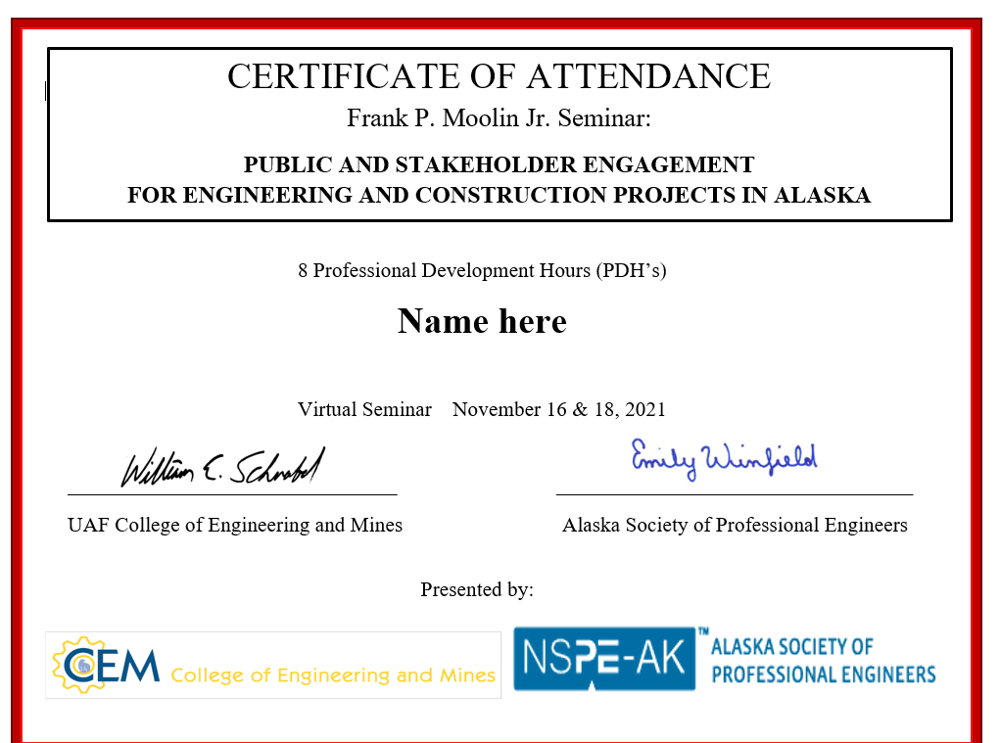 CERTIFICATE OF ATTENDANCE
Frank P. Moolin Jr. Seminar:
PUBLIC AND STAKEHOLDER ENGAGEMENT
FOR ENGINEERING AND CONSTRUCTION PROJECTS IN ALASKA
8 Professional Development Hours (PDH’s)
Name here
Virtual Seminar November 16 & 18, 2021
William E. Schnabel
Emily Winfield
UAF College of Engineering and Mines
Alaska Society of Professional Engineers
Presented by:
CEM College of Engineering and Mines
NSPE-AK™ ALASKA SOCIETY OF
PROFESSIONAL ENGINEERS